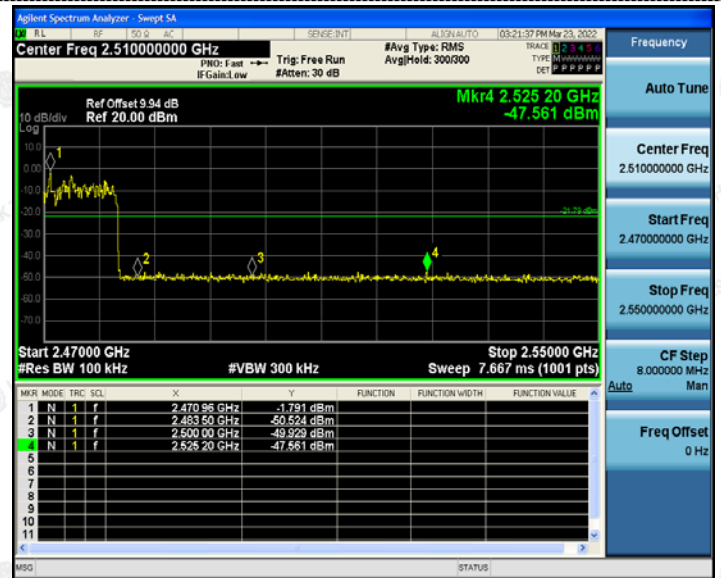 Agilent Spectrum Analyzer - Swept SA
RL RF 50 Ω AC SENSE:INT ALIGN AUTO 03:21:37 PM Mar 23, 2022
Center Freq 2.510000000 GHz
PNO: Fast
IFGain:Low
Trig: Free Run
#Atten: 30 dB
#Avg Type: RMS
Avg|Hold: 300/300
TRACE 1 2 3 4 5 6
TYPE M W W W W W
DET P P P P P P
Ref Offset 9.94 dB
10 dB/div Ref 20.00 dBm
Log
Mkr4 2.525 20 GHz
-47.561 dBm
10.0
0.00
-10.0
-20.0
-30.0
-40.0
-50.0
-60.0
-70.0
1
2
3
4
-21.79 dBm
Start 2.47000 GHz Stop 2.55000 GHz
#Res BW 100 kHz #VBW 300 kHz Sweep 7.667 ms (1001 pts)
MKR MODE TRC SCL X Y FUNCTION FUNCTION WIDTH FUNCTION VALUE
1 N 1 f 2.470 96 GHz -1.791 dBm
2 N 1 f 2.483 50 GHz -50.524 dBm
3 N 1 f 2.500 00 GHz -49.929 dBm
4 N 1 f 2.525 20 GHz -47.561 dBm
5
6
7
8
9
10
11
MSG STATUS
Frequency
Auto Tune
Center Freq
2.510000000 GHz
Start Freq
2.470000000 GHz
Stop Freq
2.550000000 GHz
CF Step
8.000000 MHz
Auto Man
Freq Offset
0 Hz